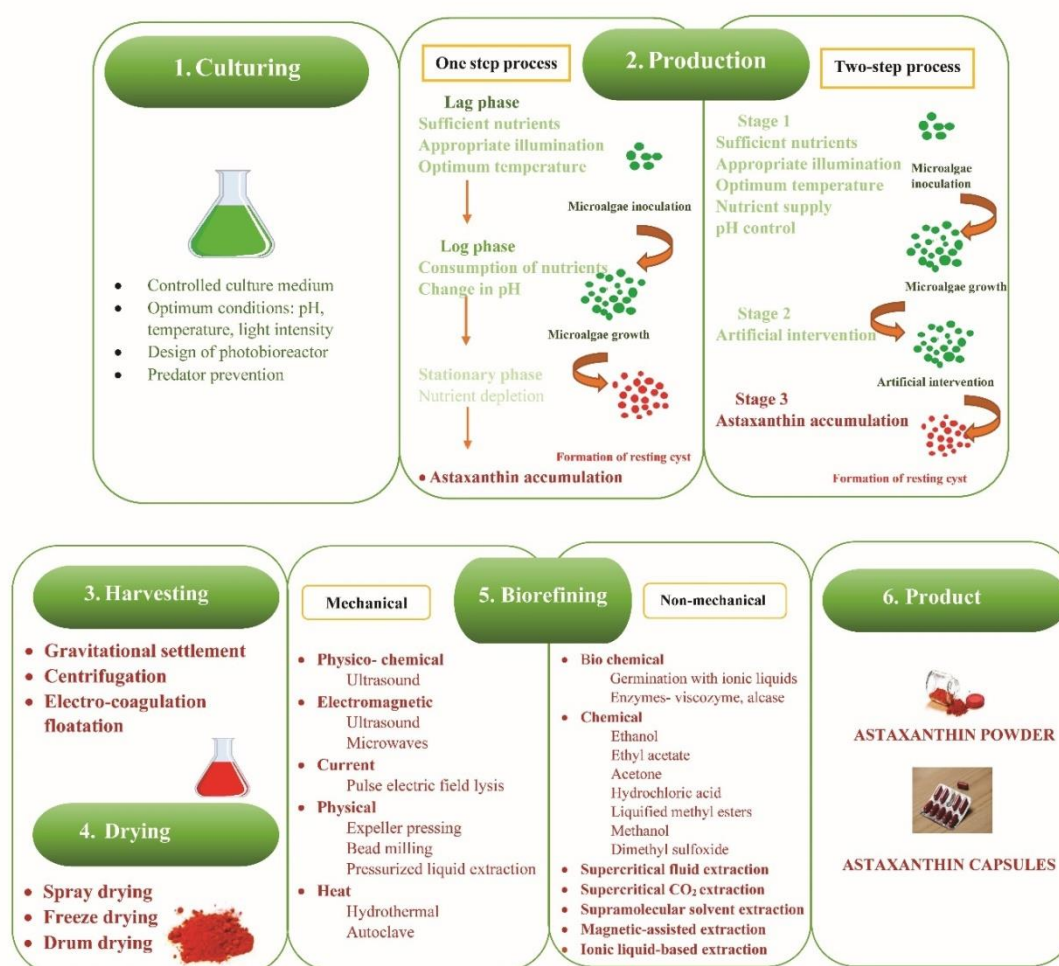 1. Culturing
• Controlled culture medium
• Optimum conditions: pH,
temperature, light intensity
• Design of photobioreactor
• Predator prevention
2. Production
One step process
Lag phase
Sufficient nutrients
Appropriate illumination
Optimum temperature
Microalgae inoculation
Log phase
Consumption of nutrients
Change in pH
Microalgae growth
Stationary phase
Nutrient depletion
Formation of resting cyst
• Astaxanthin accumulation
Two-step process
Stage 1
Sufficient nutrients
Appropriate illumination
Optimum temperature
Nutrient supply
pH control
Microalgae
inoculation
Microalgae growth
Stage 2
Artificial intervention
Artificial intervention
Stage 3
Astaxanthin accumulation
Formation of resting cyst
3. Harvesting
• Gravitational settlement
• Centrifugation
• Electro-coagulation
floatation
4. Drying
• Spray drying
• Freeze drying
• Drum drying
5. Biorefining
Mechanical
• Physico- chemical
Ultrasound
• Electromagnetic
Ultrasound
Microwaves
• Current
Pulse electric field lysis
• Physical
Expeller pressing
Bead milling
Pressurized liquid extraction
• Heat
Hydrothermal
Autoclave
Non-mechanical
• Bio chemical
Germination with ionic liquids
Enzymes- viscozyme, alcase
• Chemical
Ethanol
Ethyl acetate
Acetone
Hydrochloric acid
Liquified methyl esters
Methanol
Dimethyl sulfoxide
• Supercritical fluid extraction
• Supercritical CO₂ extraction
• Supramolecular solvent extraction
• Magnetic-assisted extraction
• Ionic liquid-based extraction
6. Product
ASTAXANTHIN POWDER
ASTAXANTHIN CAPSULES